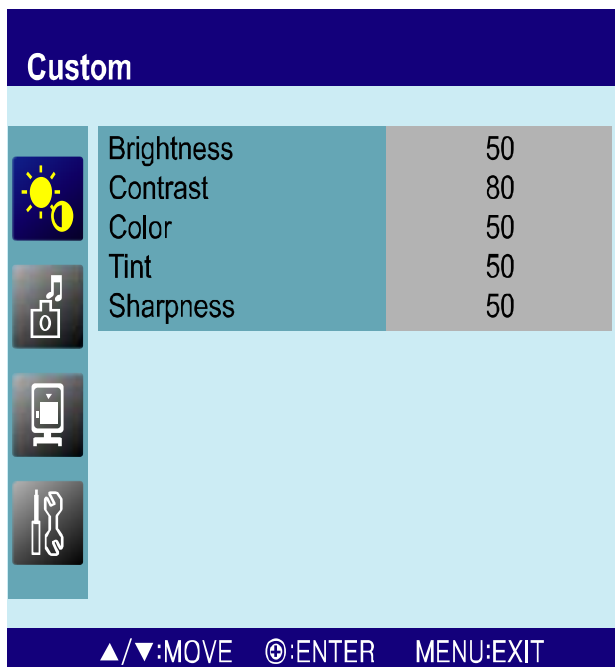 Custom
Brightness 50
Contrast 80
Color 50
Tint 50
Sharpness 50
▲/▼:MOVE ⊕:ENTER MENU:EXIT